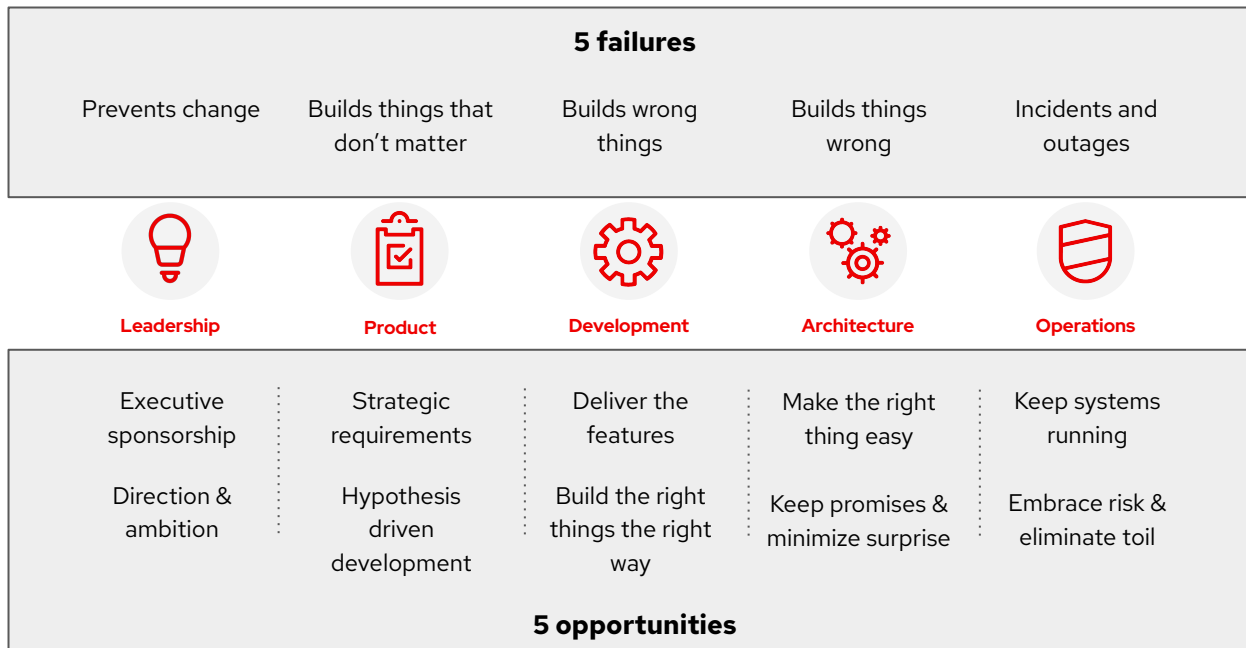 5 failures
Prevents change
Builds things that
don’t matter
Builds wrong
things
Builds things
wrong
Incidents and
outages
Leadership
Product
Development
Architecture
Operations
Executive
sponsorship
Direction &
ambition
Strategic
requirements
Hypothesis
driven
development
Deliver the
features
Build the right
things the right
way
Make the right
thing easy
Keep promises &
minimize surprise
Keep systems
running
Embrace risk &
eliminate toil
5 opportunities